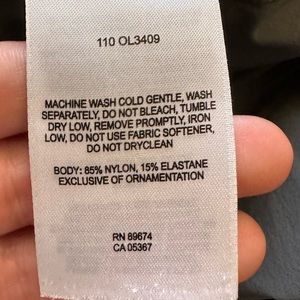 110 OL3409
MACHINE WASH COLD GENTLE, WASH
SEPARATELY, DO NOT BLEACH, TUMBLE
DRY LOW, REMOVE PROMPTLY, IRON
LOW, DO NOT USE FABRIC SOFTENER,
DO NOT DRYCLEAN
BODY: 85% NYLON, 15% ELASTANE
EXCLUSIVE OF ORNAMENTATION
RN 89674
CA 05367